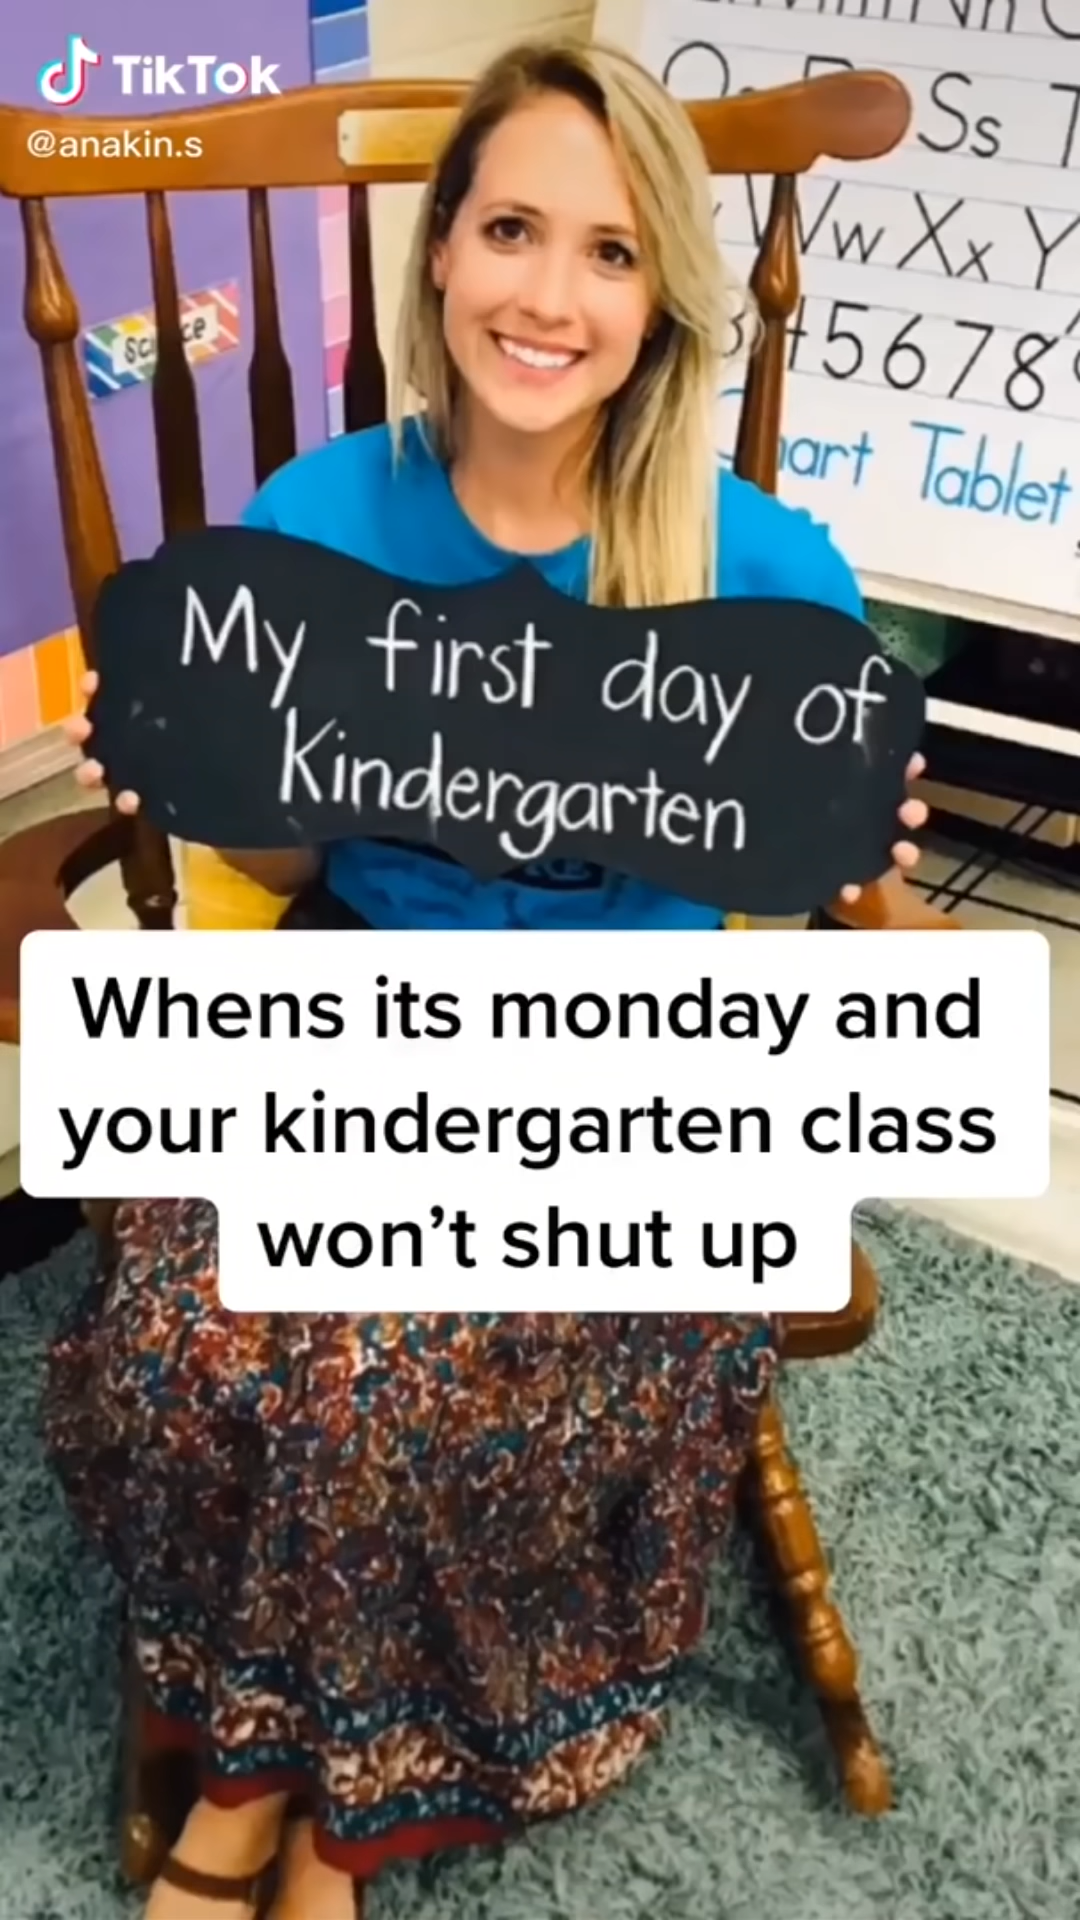 TikTok
@anakin.s
Ss T
Ww Xx Y
5678
Tablet
My first day of
Kindergarten
Whens its monday and
your kindergarten class
won't shut up